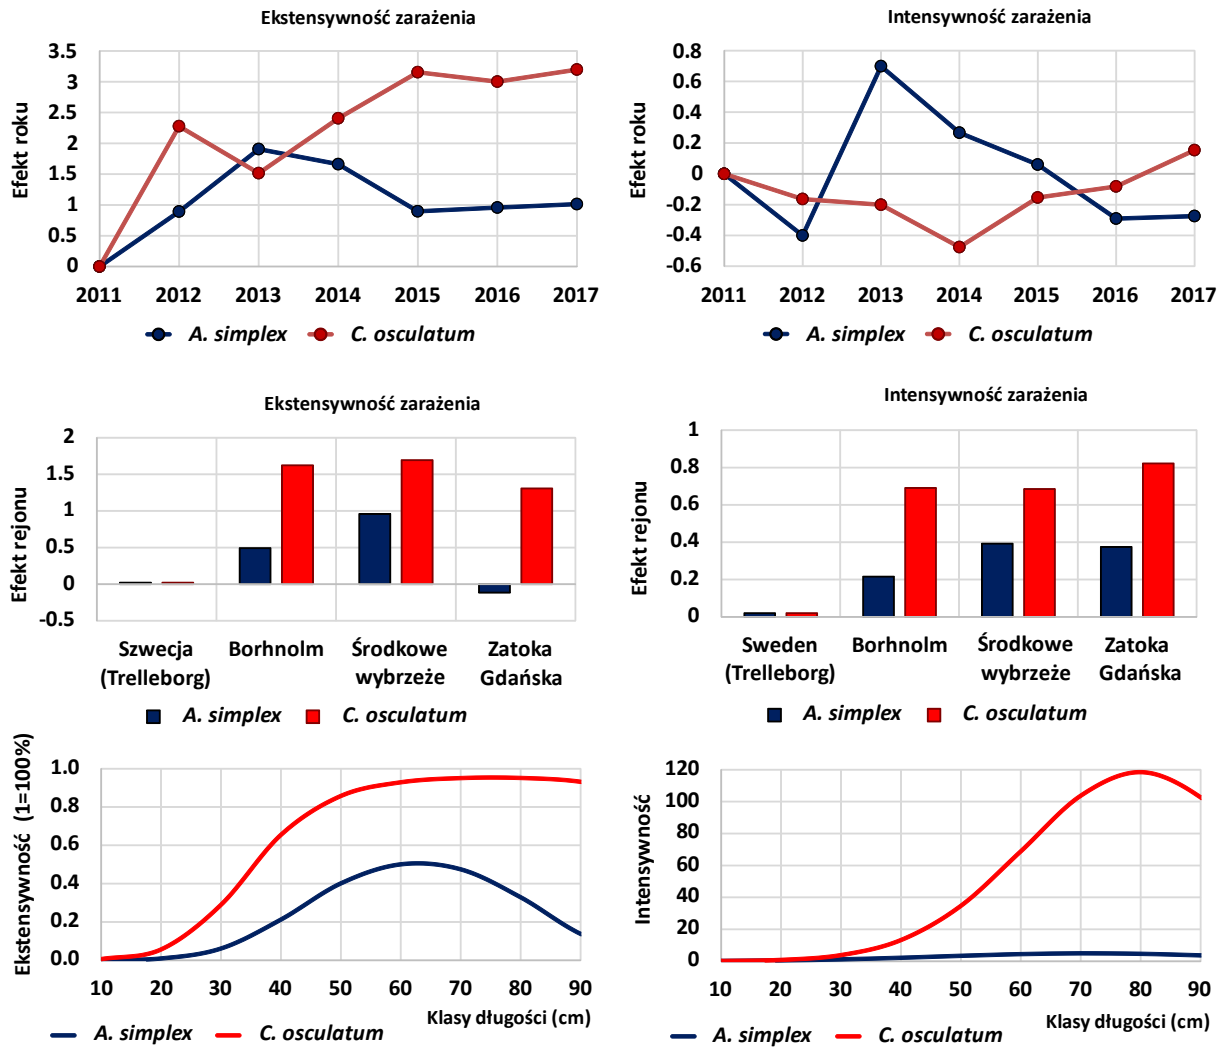 Ekstensywność zarażenia
Efekt roku
3.5
3
2.5
2
1.5
1
0.5
0
2011 2012 2013 2014 2015 2016 2017
A. simplex C. osculatum
Intensywność zarażenia
Efekt roku
0.8
0.6
0.4
0.2
0
-0.2
-0.4
-0.6
2011 2012 2013 2014 2015 2016 2017
A. simplex C. osculatum
Ekstensywność zarażenia
Efekt rejonu
2
1.5
1
0.5
0
-0.5
Szwecja Borhnolm Środkowe Zatoka
(Trelleborg) wybrzeże Gdańska
A. simplex C. osculatum
Intensywność zarażenia
Efekt rejonu
1
0.8
0.6
0.4
0.2
0
Sweden Borhnolm Środkowe Zatoka
(Trelleborg) wybrzeże Gdańska
A. simplex C. osculatum
Ekstensywność (1=100%)
1.0
0.8
0.6
0.4
0.2
0.0
10 20 30 40 50 60 70 80 90
Klasy długości (cm)
A. simplex C. osculatum
Intensywność
120
100
80
60
40
20
0
10 20 30 40 50 60 70 80 90
Klasy długości (cm)
A. simplex C. osculatum